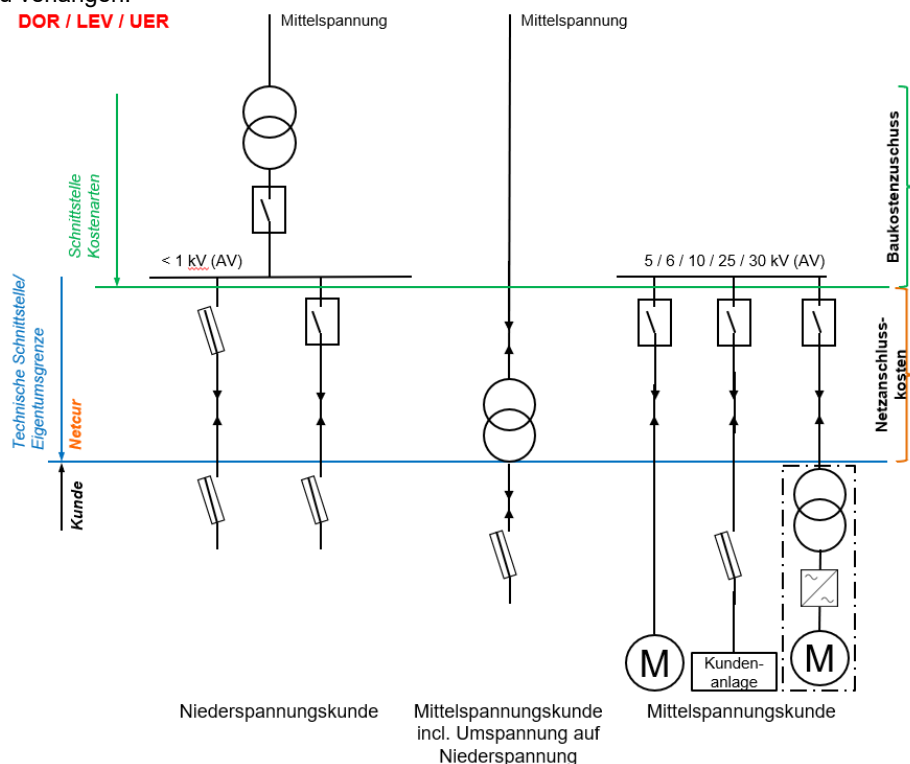 d verlangen.
DOR / LEV / UER
Mittelspannung
Mittelspannung
Schnittstelle
Kostenarten
Baukostenzuschuss
< 1 kV (AV)
5 / 6 / 10 / 25 / 30 kV (AV)
Technische Schnittstelle/
Eigentumsgrenze
Netcur
Kunde
Netzanschluss-
kosten
M
Kunden-
anlage
M
Niederspannungskunde
Mittelspannungskunde
incl. Umspannung auf
Niederspannung
Mittelspannungskunde